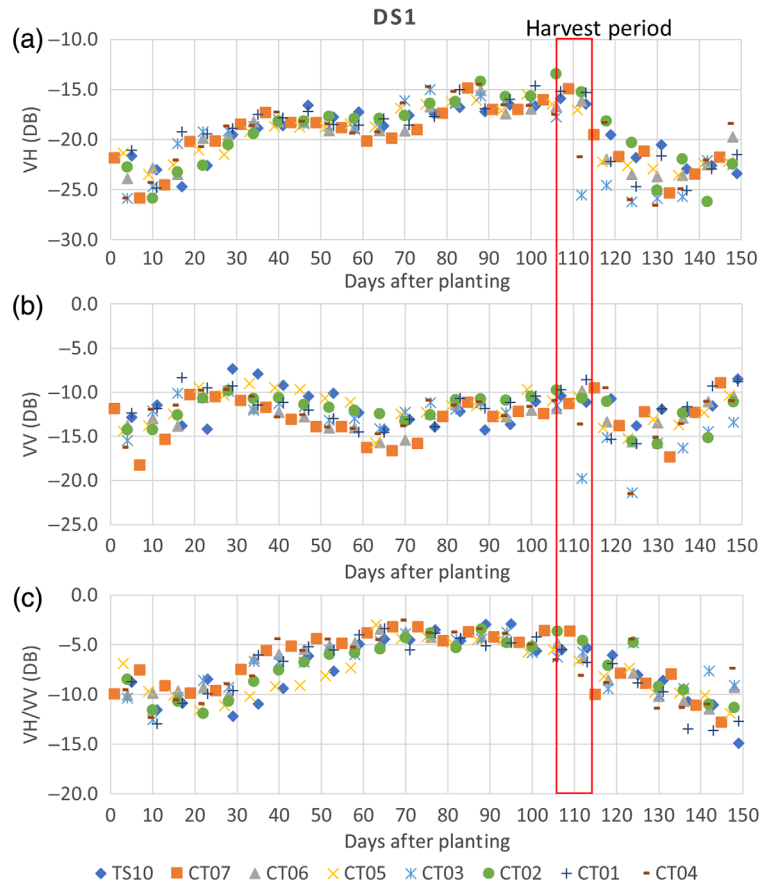 DS1
(a)
Harvest period
−10.0
−15.0
−20.0
−25.0
−30.0
VH (DB)
0 10 20 30 40 50 60 70 80 90 100 110 120 130 140 150
Days after planting
(b)
0.0
−5.0
−10.0
−15.0
−20.0
−25.0
VV (DB)
0 10 20 30 40 50 60 70 80 90 100 110 120 130 140 150
Days after planting
(c)
0.0
−5.0
−10.0
−15.0
−20.0
VH/VV (DB)
0 10 20 30 40 50 60 70 80 90 100 110 120 130 140 150
Days after planting
TS10 CT07 CT06 CT05 CT03 CT02 CT01 CT04